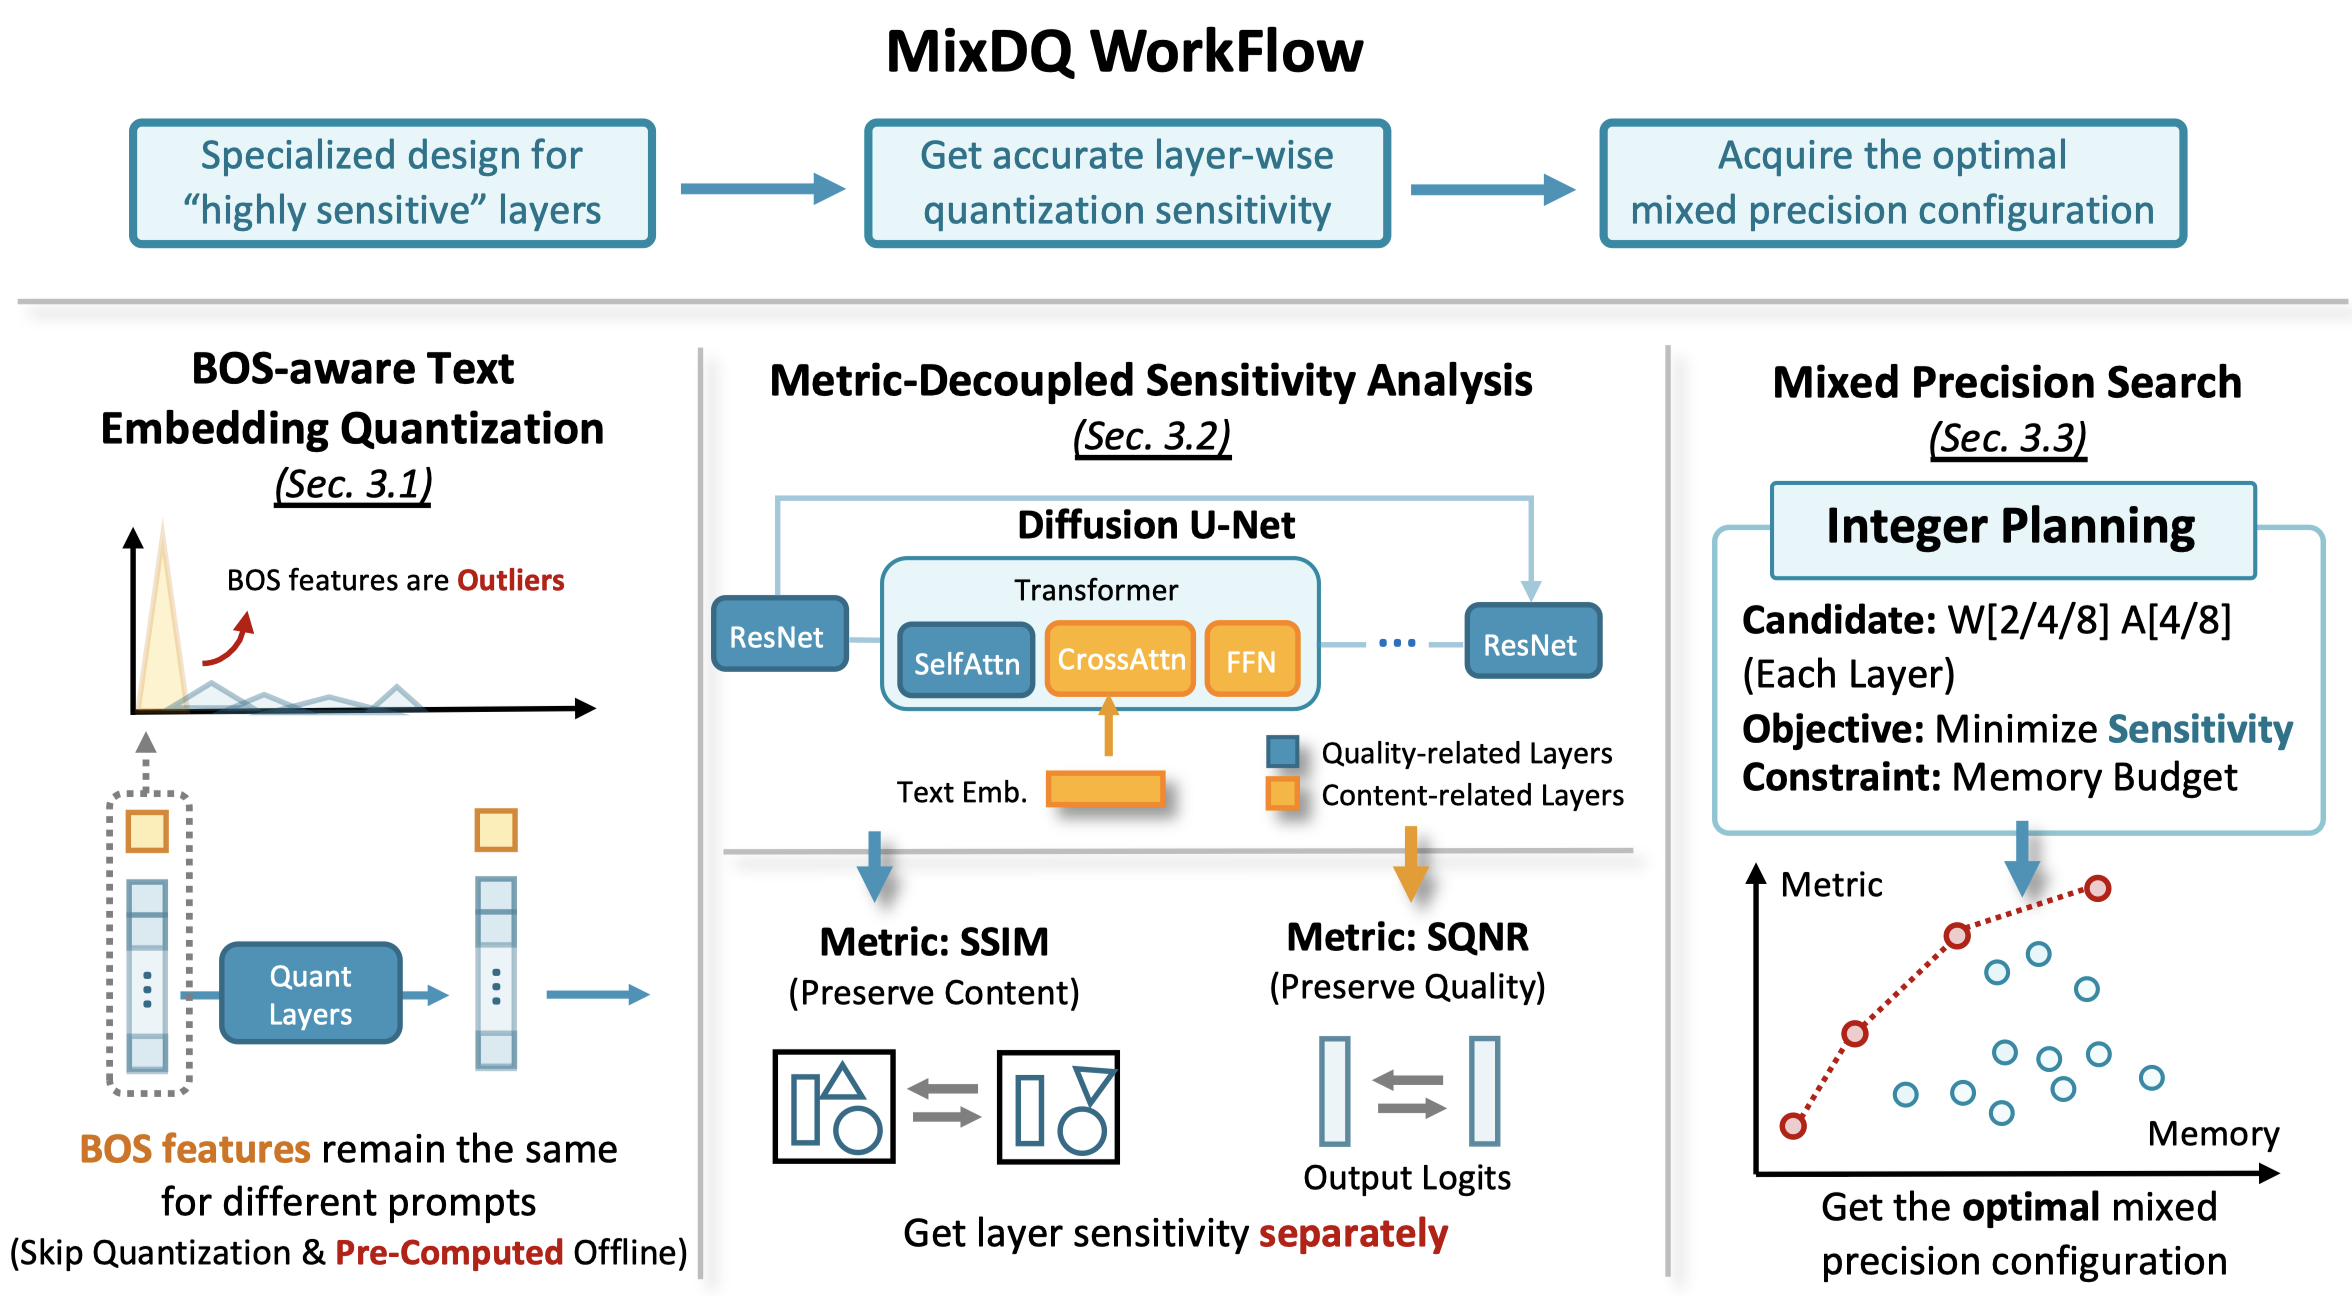 MixDQ WorkFlow
Specialized design for
“highly sensitive” layers
Get accurate layer-wise
quantization sensitivity
Acquire the optimal
mixed precision configuration
BOS-aware Text
Embedding Quantization
(Sec. 3.1)
BOS features are Outliers
Quant
Layers
BOS features remain the same
for different prompts
(Skip Quantization & Pre-Computed Offline)
Metric-Decoupled Sensitivity Analysis
(Sec. 3.2)
Diffusion U-Net
Transformer
ResNet
SelfAttn
CrossAttn
FFN
...
ResNet
Text Emb.
Quality-related Layers
Content-related Layers
Metric: SSIM
(Preserve Content)
Metric: SQNR
(Preserve Quality)
Output Logits
Get layer sensitivity separately
Mixed Precision Search
(Sec. 3.3)
Integer Planning
Candidate: W[2/4/8] A[4/8]
(Each Layer)
Objective: Minimize Sensitivity
Constraint: Memory Budget
Metric
Memory
Get the optimal mixed
precision configuration